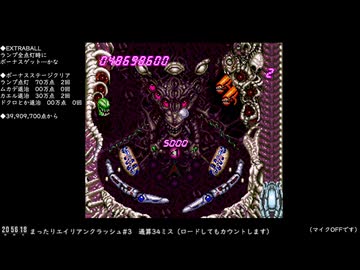 ◆EXTRABALL
ランプ全点灯時に
ボーナスゲット…かな
◆ボーナスステージクリア
ランプ点灯 70万点 2回
ムカデ退治 00万点 0回
カエル退治 30万点 2回
ドクロヒト退治 00万点 0回
◆39,909,700点から
048698600
2
5000
20 56 18
まったりエイリアンクラッシュ#3 通算34ミス（ロードしてもカウントします）
（マイクOFFです）